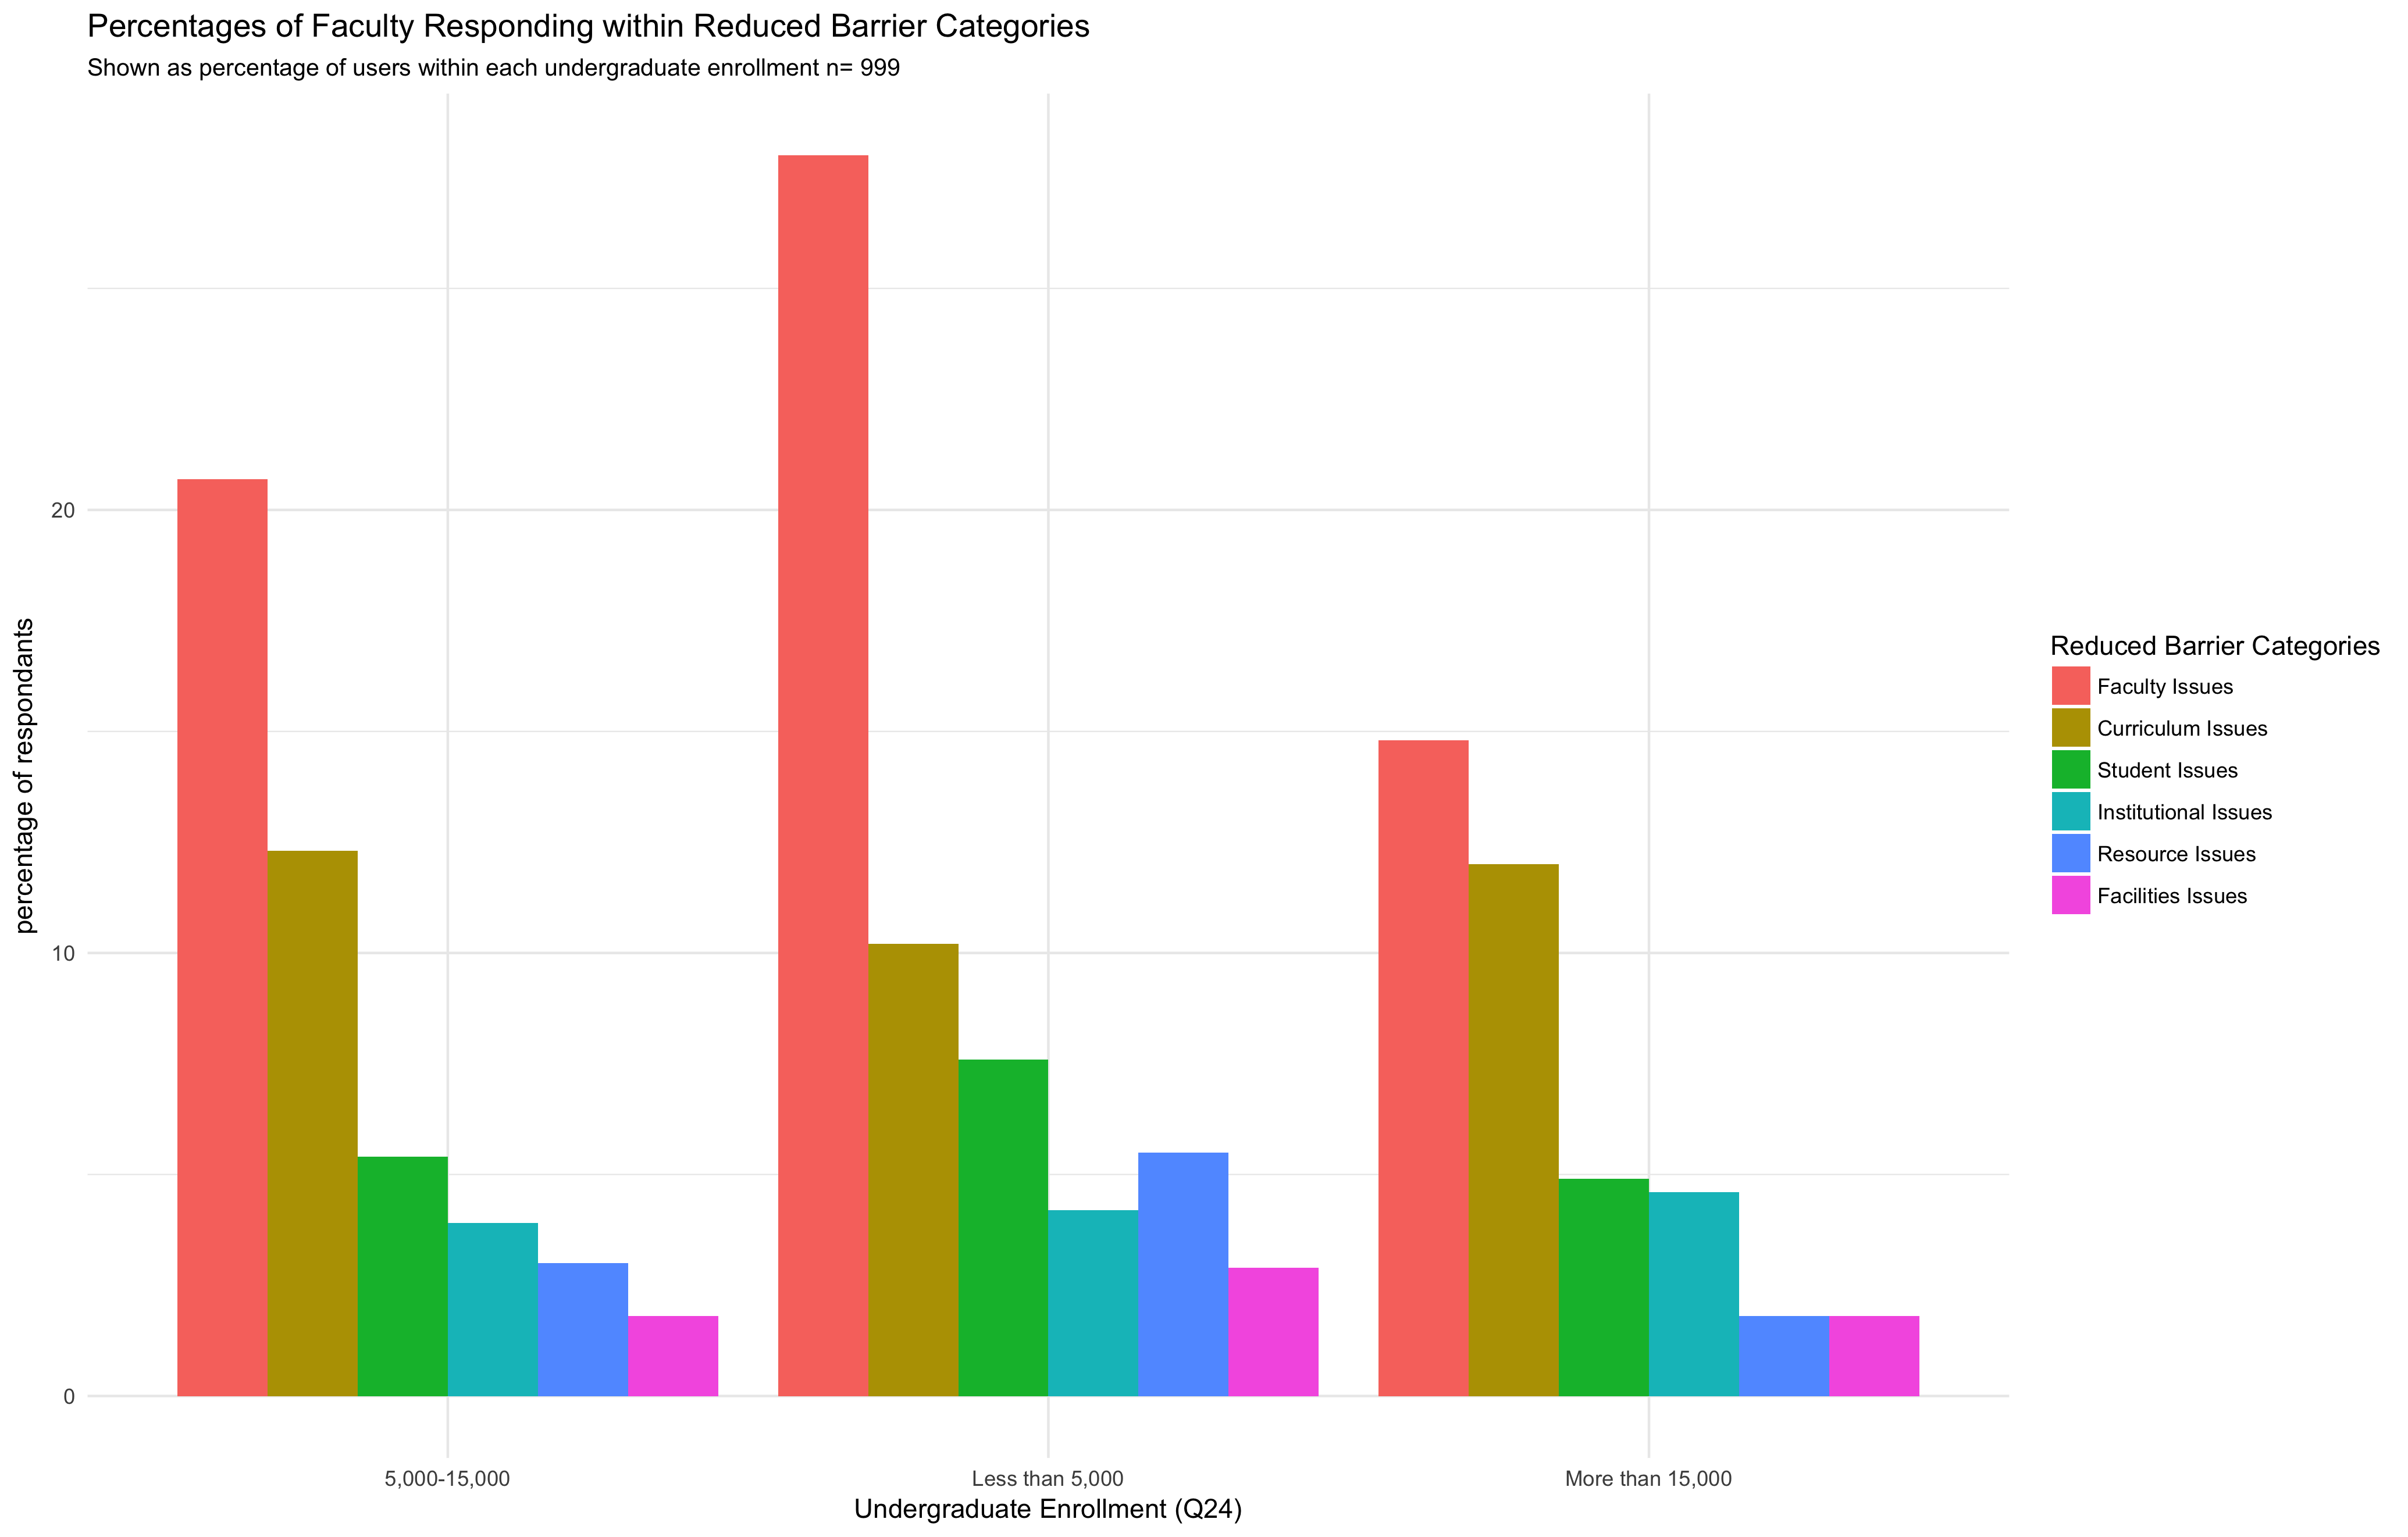 Percentages of Faculty Responding within Reduced Barrier Categories
Shown as percentage of users within each undergraduate enrollment n= 999
percentage of respondants
20
10
0
5,000-15,000
Less than 5,000
More than 15,000
Undergraduate Enrollment (Q24)
Reduced Barrier Categories
Faculty Issues
Curriculum Issues
Student Issues
Institutional Issues
Resource Issues
Facilities Issues